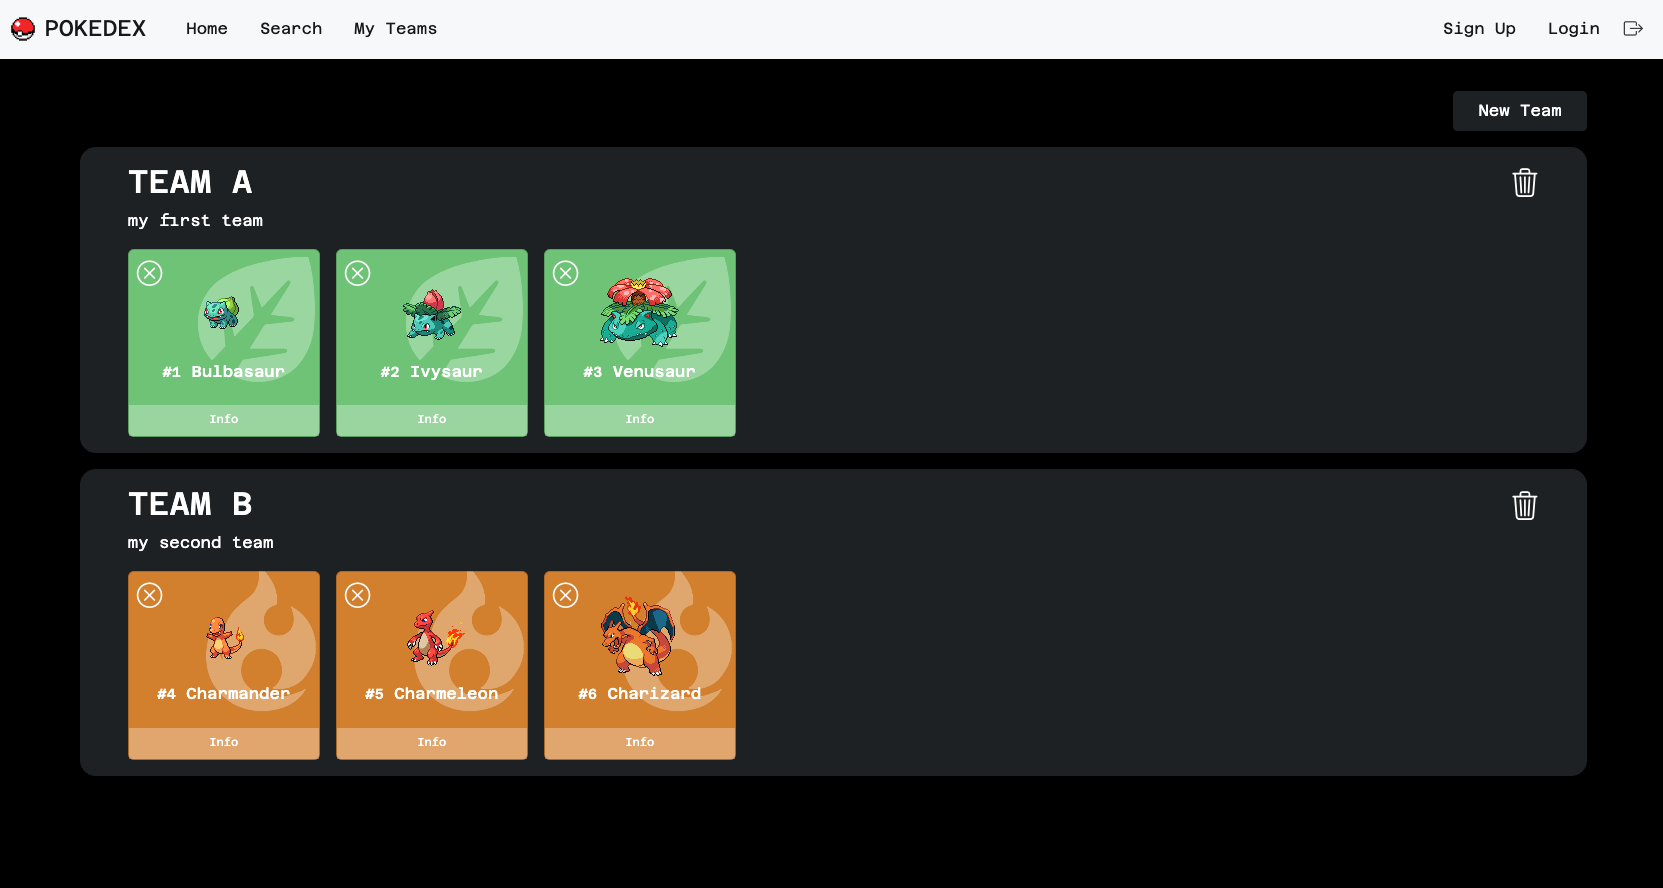 POKEDEX Home Search My Teams Sign Up Login
New Team
TEAM A
my first team
#1 Bulbasaur #2 Ivysaur #3 Venusaur
Info Info Info
TEAM B
my second team
#4 Charmander #5 Charmeleon #6 Charizard
Info Info Info